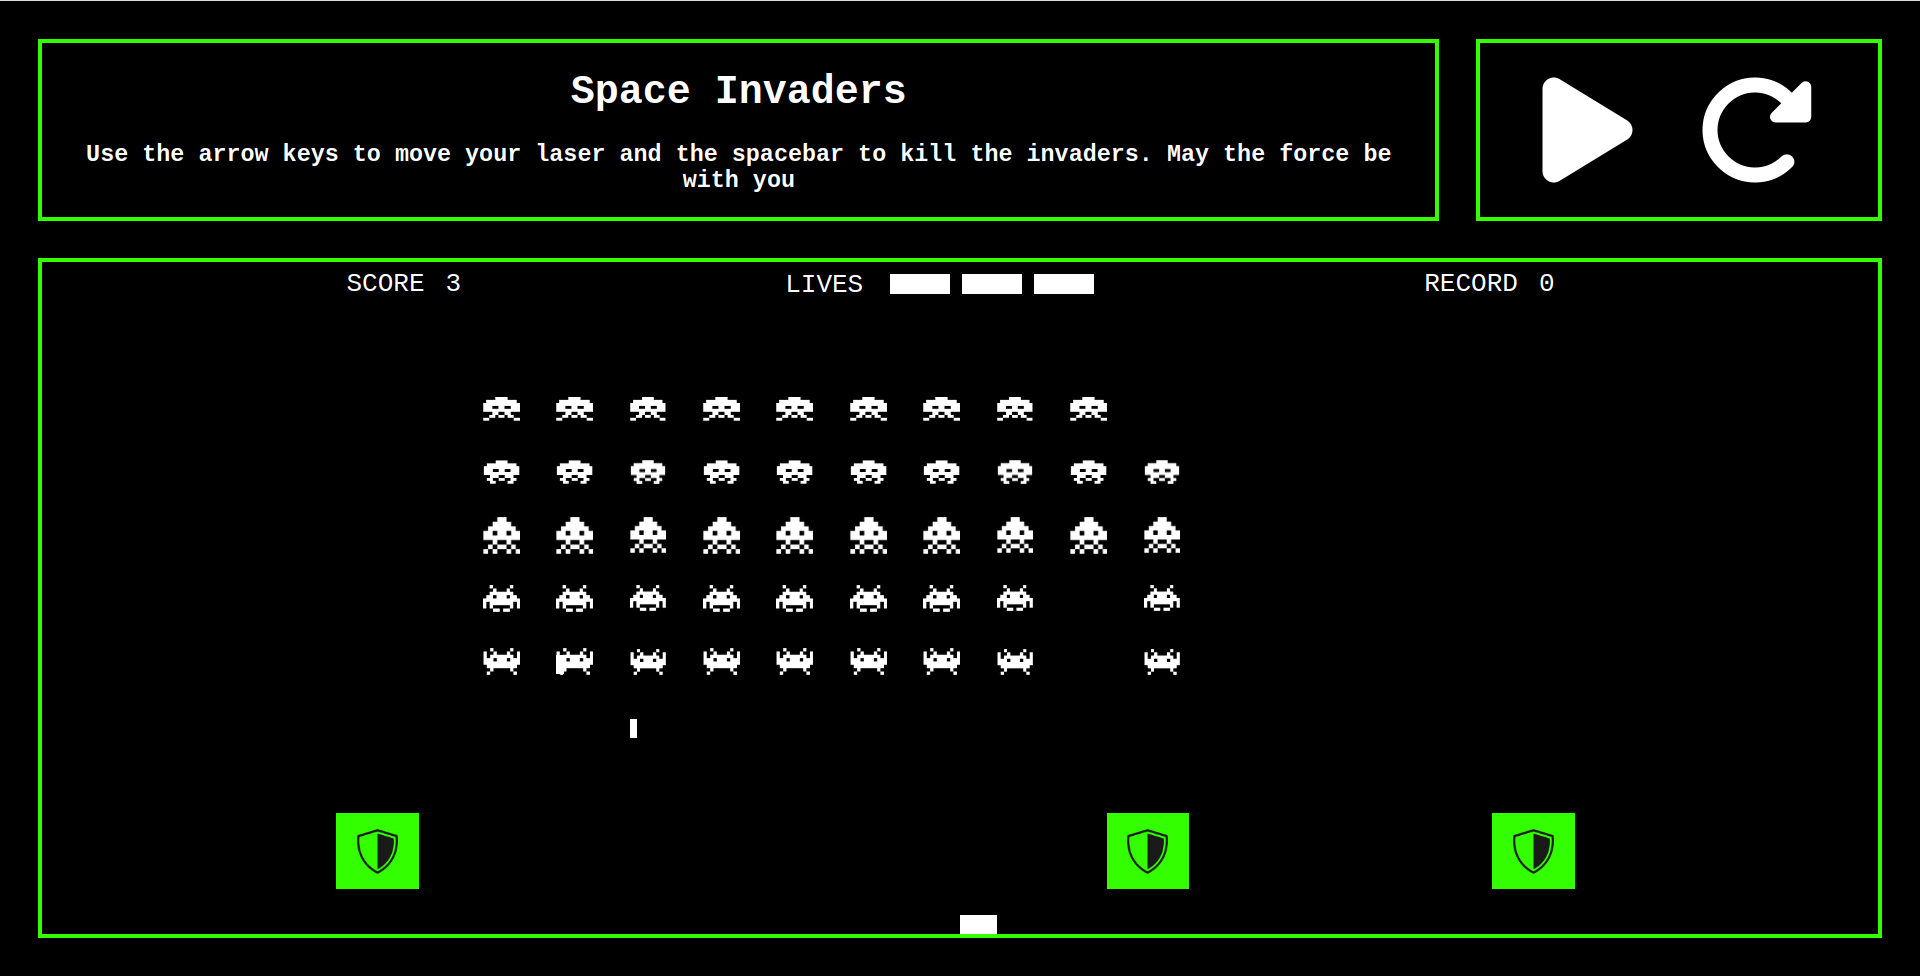 Space Invaders
Use the arrow keys to move your laser and the spacebar to kill the invaders. May the force be
with you
SCORE 3
LIVES
RECORD 0